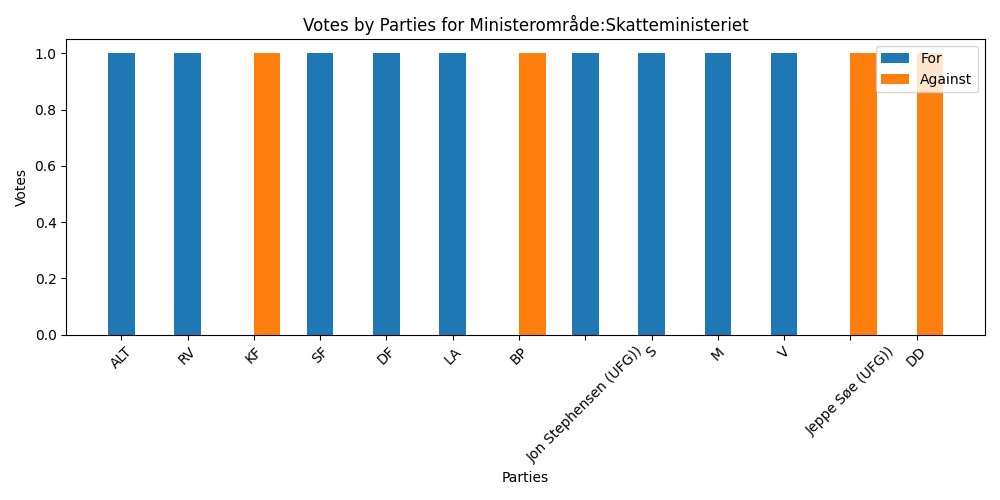 Votes by Parties for Ministerområde:Skatteministeriet
For
Against
Votes
1.0
0.8
0.6
0.4
0.2
0.0
ALT
RV
KF
SF
DF
LA
BP
Jon Stephensen (UFG))
S
M
V
Jeppe Søe (UFG))
DD
Parties